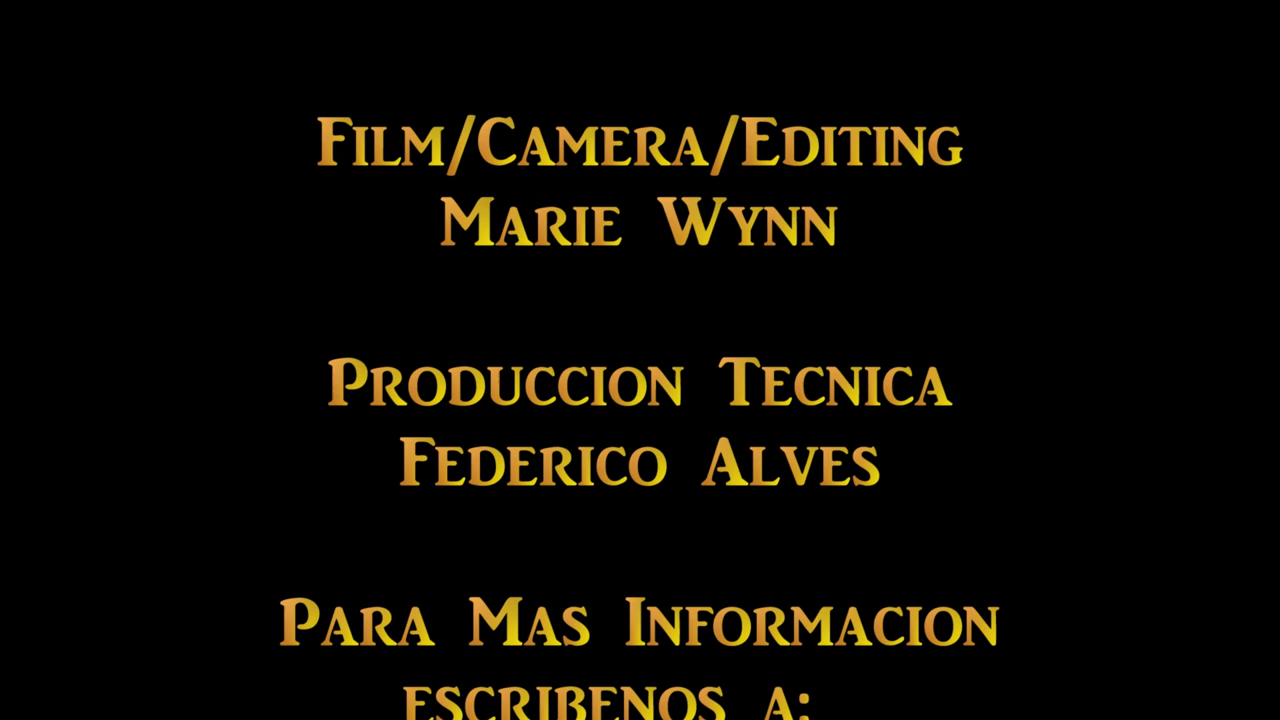 Film/Camera/Editing
Marie Wynn
Produccion Tecnica
Federico Alves
Para Mas Informacion
escribenos a: